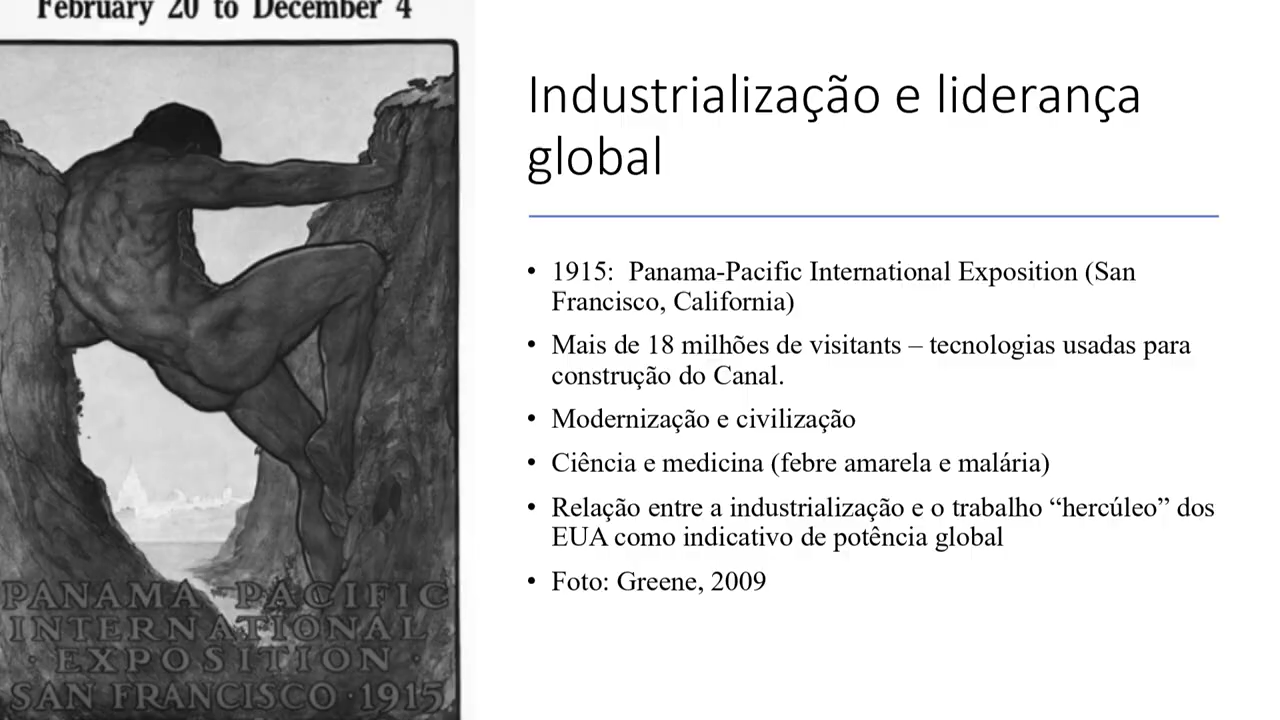 February 20 to December 4
PANAMA-PACIFIC
INTERNATIONAL
· EXPOSITION ·
SAN FRANCISCO · 1915
Industrialização e liderança
global
• 1915:  Panama-Pacific International Exposition (San
Francisco, California)
• Mais de 18 milhões de visitants – tecnologias usadas para
construção do Canal.
• Modernização e civilização
• Ciência e medicina (febre amarela e malária)
• Relação entre a industrialização e o trabalho “hercúleo” dos
EUA como indicativo de potência global
• Foto: Greene, 2009